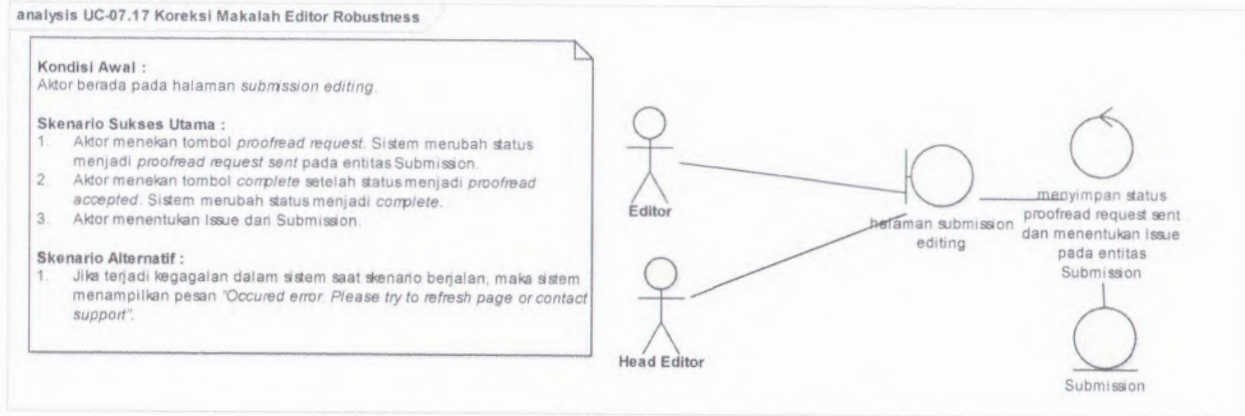 analysis UC-07.17 Koreksi Makalah Editor Robustness
Kondisi Awal :
Aktor berada pada halaman submission editing.
Skenario Sukses Utama :
1. Aktor menekan tombol proofread request. Sistem merubah status
menjadi proofread request sent pada entitas Submission.
2. Aktor menekan tombol complete setelah status menjadi proofread
accepted. Sistem merubah status menjadi complete.
3. Aktor menentukan Issue dari Submission.
Skenario Alternatif :
1. Jika terjadi kegagalan dalam sistem saat skenario berjalan, maka sistem
menampilkan pesan "Occured error. Please try to refresh page or contact
support".
Editor
Head Editor
halaman submission
editing
menyimpan status
proofread request sent
dan menentukan Issue
pada entitas
Submission
Submission